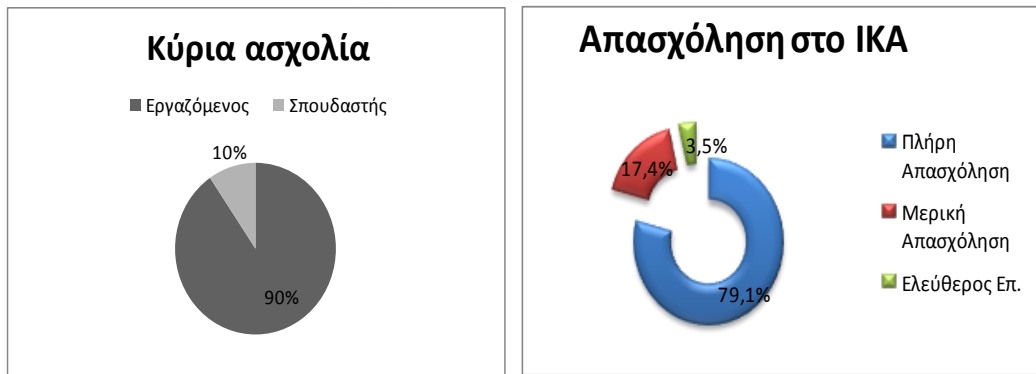 Κύρια ασχολία
Εργαζόμενος Σπουδαστής
10%
90%
Απασχόληση στο ΙΚΑ
3,5%
17,4%
79,1%
Πλήρη
Απασχόληση
Μερική
Απασχόληση
Ελεύθερος Επ.